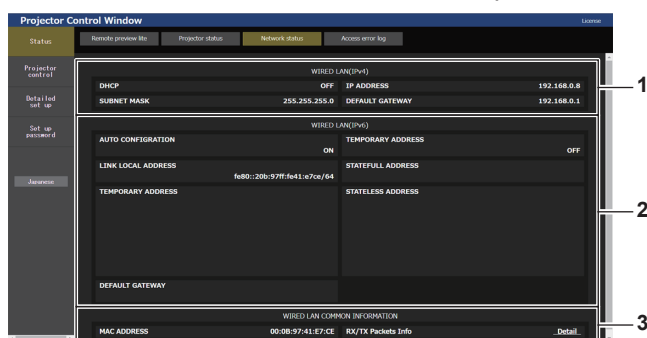 Projector Control Window
License
Status
Remote preview lite
Projector status
Network status
Access error log
Projector
control
Detailed
set up
Set up
password
Japanese
WIRED LAN(IPv4)
DHCP OFF IP ADDRESS 192.168.0.8
SUBNET MASK 255.255.255.0 DEFAULT GATEWAY 192.168.0.1
1
WIRED LAN(IPv6)
AUTO CONFIGRATION TEMPORARY ADDRESS
ON OFF
LINK LOCAL ADDRESS STATEFULL ADDRESS
fe80::20b:97ff:fe41:e7ce/64
TEMPORARY ADDRESS STATELESS ADDRESS
2
DEFAULT GATEWAY
WIRED LAN COMMON INFORMATION
3
MAC ADDRESS 00:0B:97:41:E7:CE RX/TX Packets Info Detail